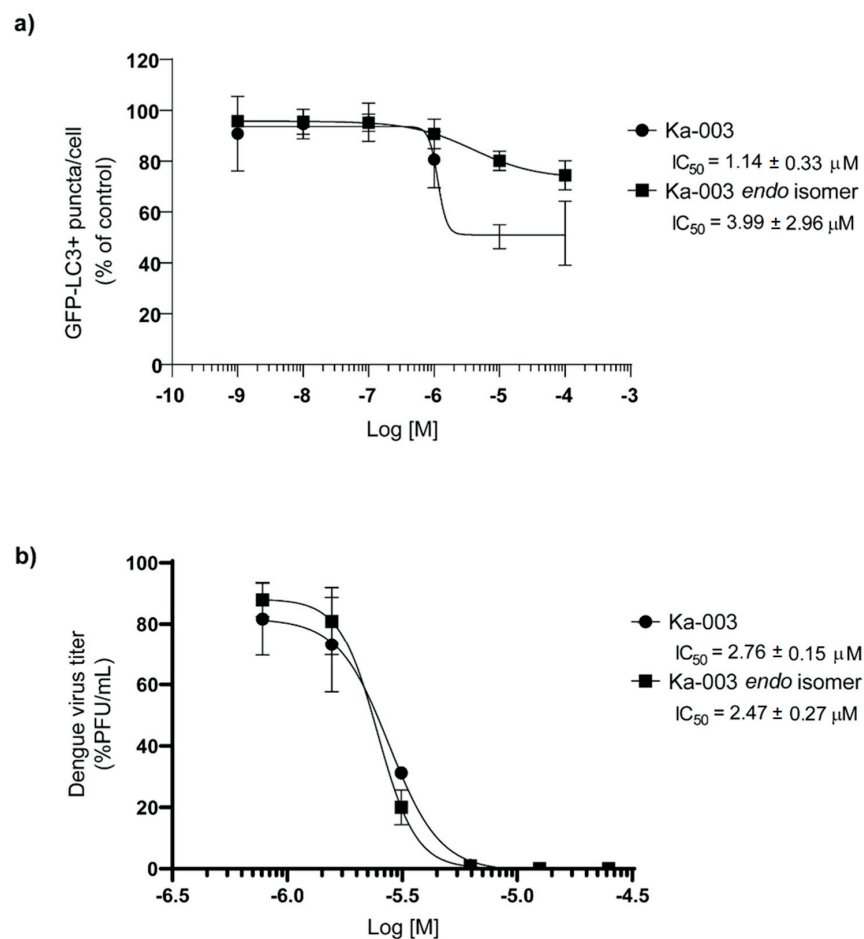 a)
GFP-LC3+ puncta/cell
(% of control)
120
100
80
60
40
20
0
-10 -9 -8 -7 -6 -5 -4 -3
Log [M]
Ka-003
IC50 = 1.14 ± 0.33 μM
Ka-003 endo isomer
IC50 = 3.99 ± 2.96 μM
b)
Dengue virus titer
(%PFU/mL)
100
80
60
40
20
0
-6.5 -6.0 -5.5 -5.0 -4.5
Log [M]
Ka-003
IC50 = 2.76 ± 0.15 μM
Ka-003 endo isomer
IC50 = 2.47 ± 0.27 μM